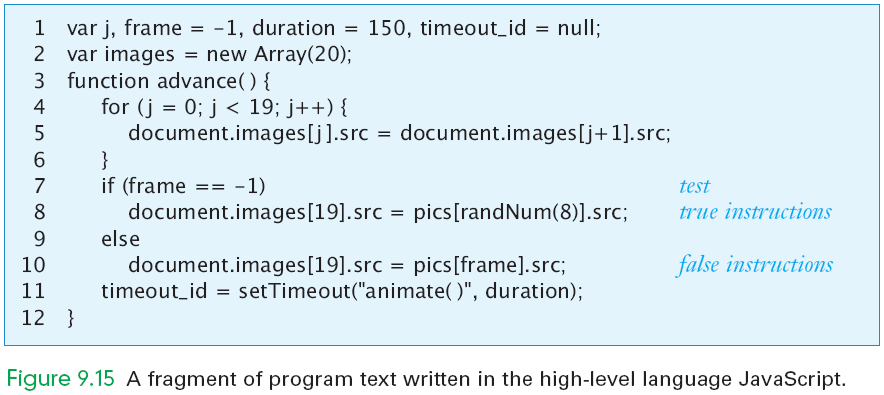 1 var j, frame = -1, duration = 150, timeout_id = null;
2 var images = new Array(20);
3 function advance( ) {
4 for (j = 0; j < 19; j++) {
5 document.images[j].src = document.images[j+1].src;
6 }
7 if (frame == -1) test
8 document.images[19].src = pics[randNum(8)].src; true instructions
9 else
10 document.images[19].src = pics[frame].src; false instructions
11 timeout_id = setTimeout("animate( )", duration);
12 }
Figure 9.15 A fragment of program text written in the high-level language JavaScript.